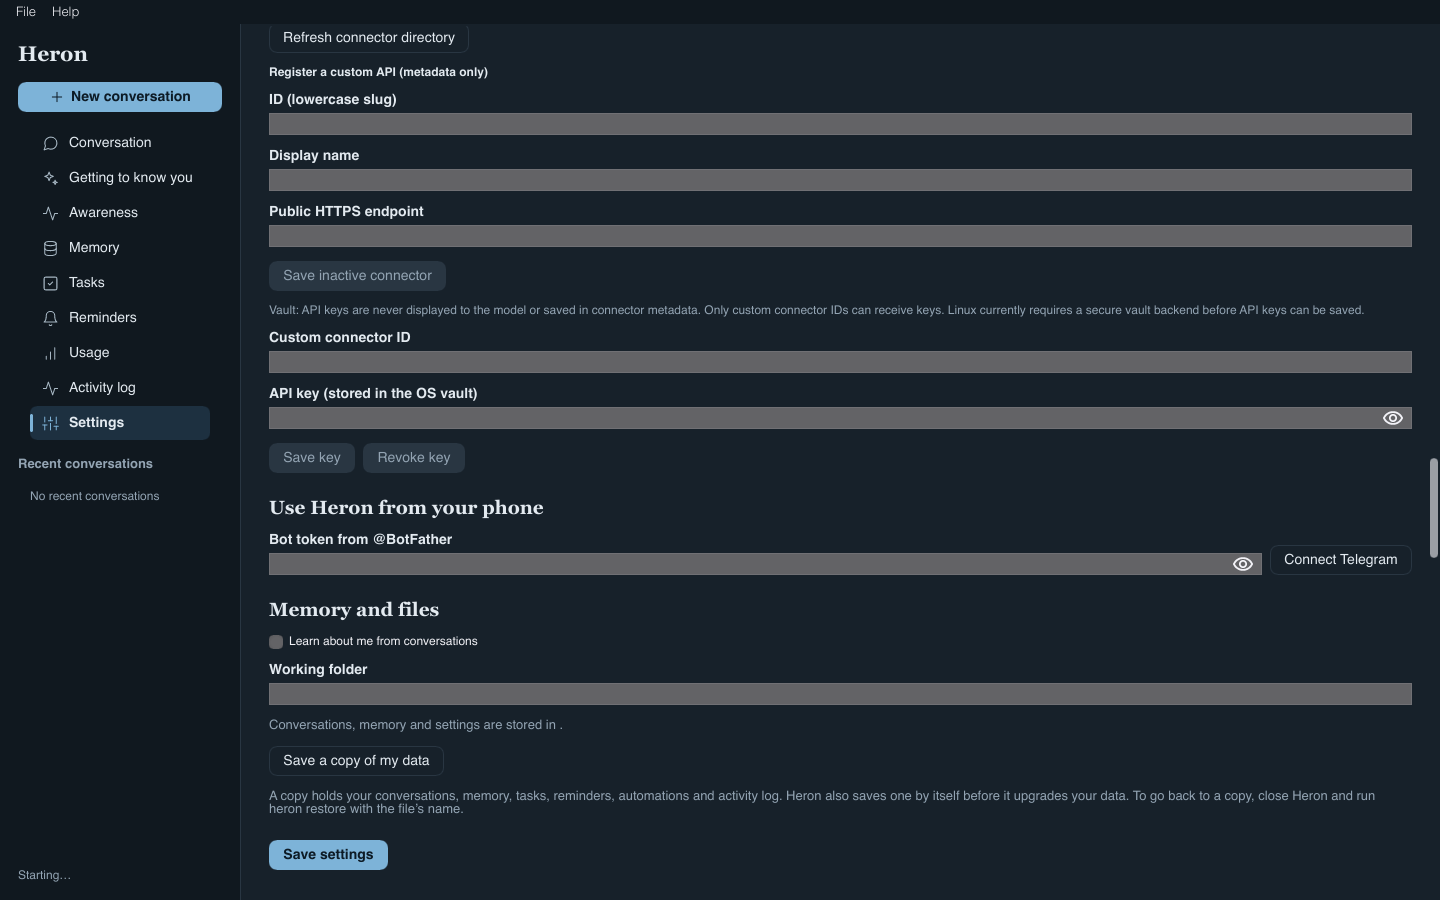 File Help
Heron
New conversation
Conversation
Getting to know you
Awareness
Memory
Tasks
Reminders
Usage
Activity log
Settings
Recent conversations
No recent conversations
Starting…
Refresh connector directory
Register a custom API (metadata only)
ID (lowercase slug)
Display name
Public HTTPS endpoint
Save inactive connector
Vault: API keys are never displayed to the model or saved in connector metadata. Only custom connector IDs can receive keys. Linux currently requires a secure vault backend before API keys can be saved.
Custom connector ID
API key (stored in the OS vault)
Save key Revoke key
Use Heron from your phone
Bot token from @BotFather
Connect Telegram
Memory and files
Learn about me from conversations
Working folder
Conversations, memory and settings are stored in .
Save a copy of my data
A copy holds your conversations, memory, tasks, reminders, automations and activity log. Heron also saves one by itself before it upgrades your data. To go back to a copy, close Heron and run
heron restore with the file’s name.
Save settings